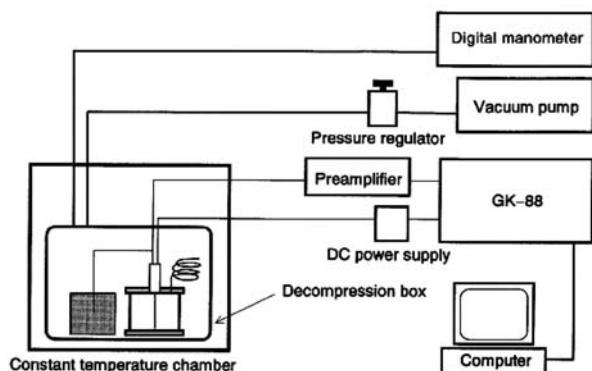 Digital manometer
Vacuum pump
Pressure regulator
Preamplifier
GK-88
DC power supply
Decompression box
Computer
Constant temperature chamber